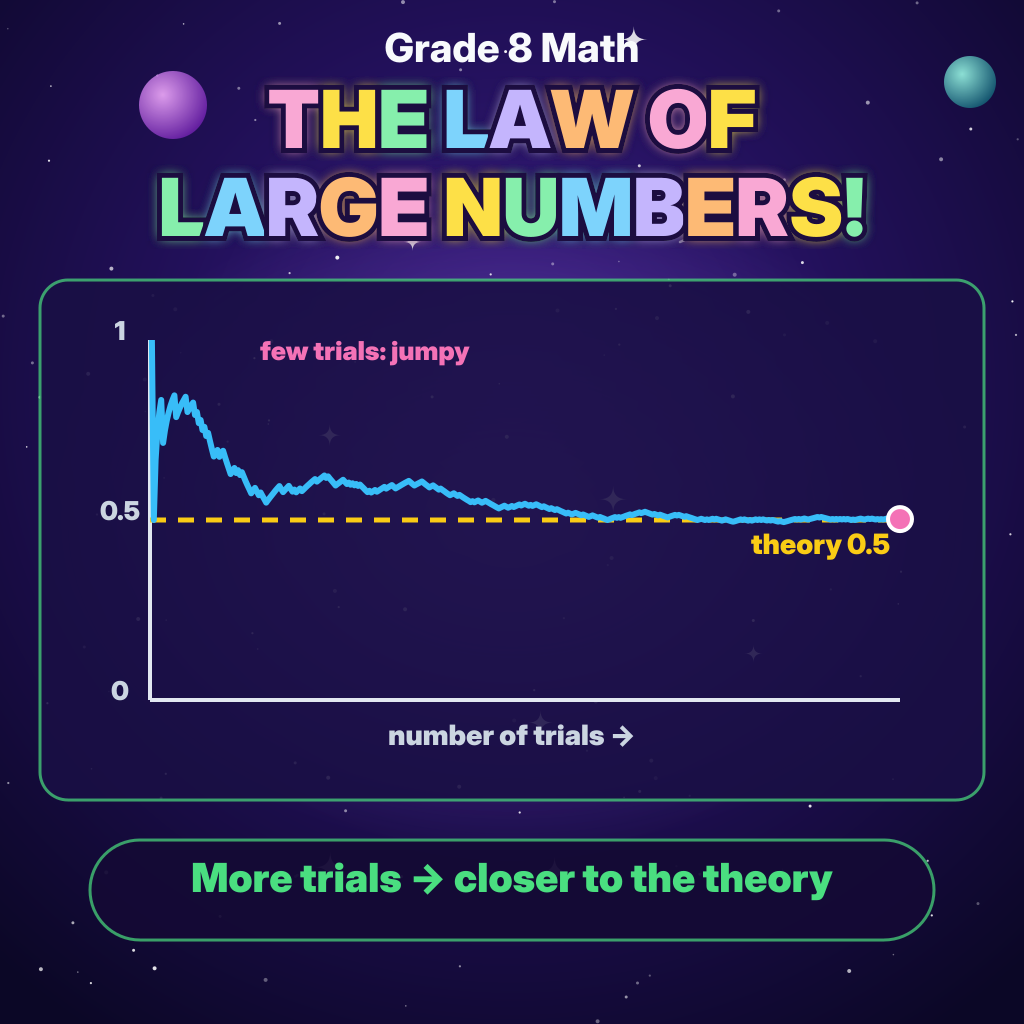 Grade 8 Math
THE LAW OF
LARGE NUMBERS!
1
few trials: jumpy
0.5
theory 0.5
0
number of trials →
More trials → closer to the theory